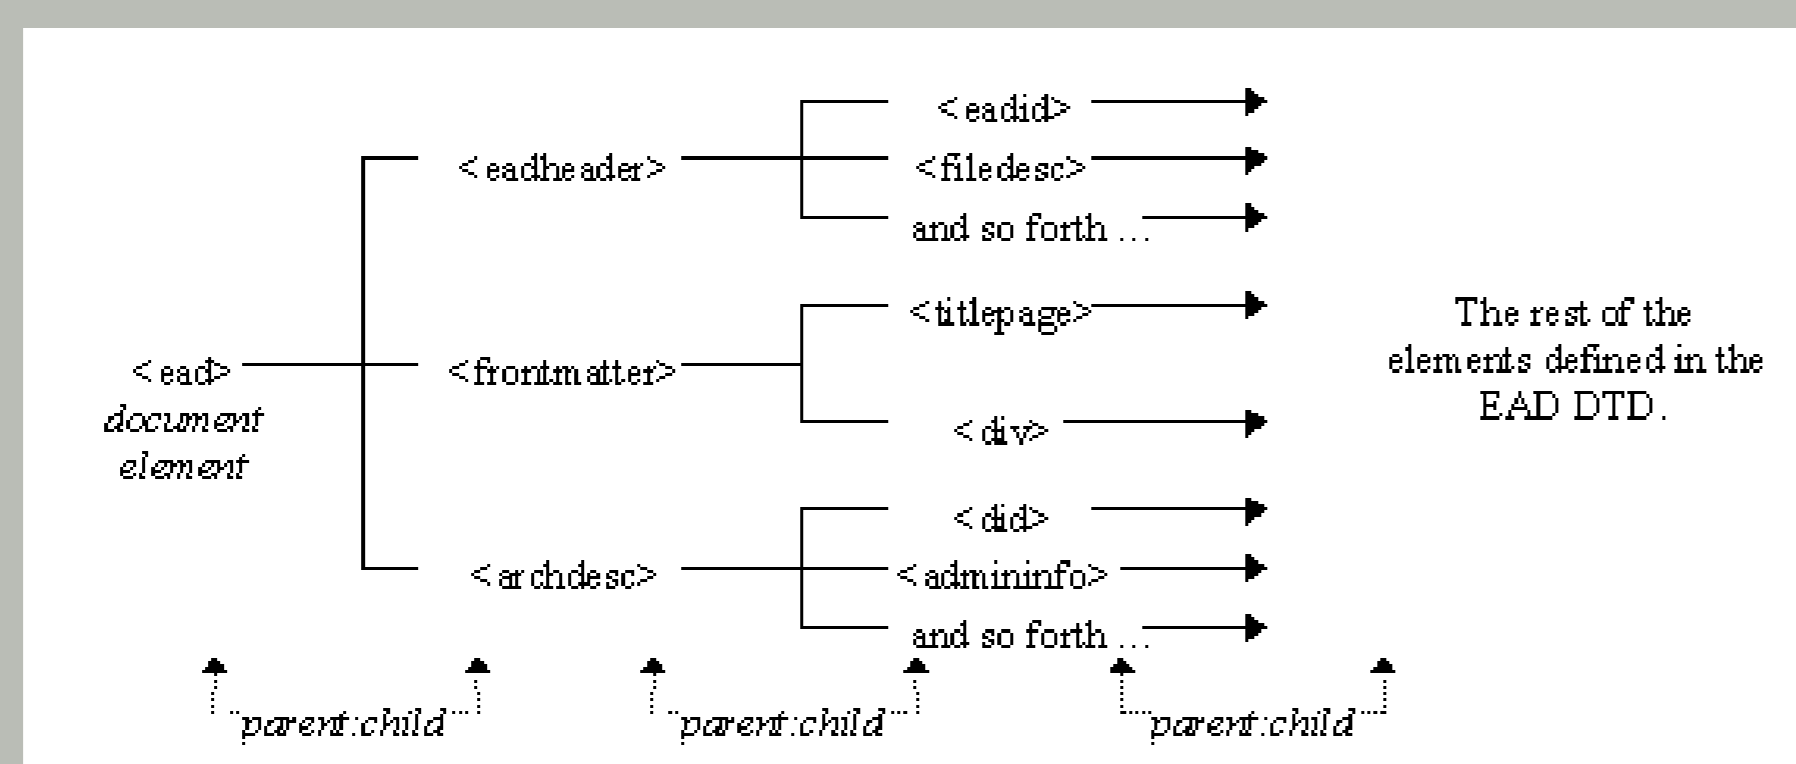 <eadid>
<eadheader>
<filedesc>
and so forth ...
<titlepage>
<ead>
document
element
<frontmatter>
<div>
The rest of the
elements defined in the
EAD DTD.
<did>
<archdesc>
<admininfo>
and so forth ...
parent:child
parent:child
parent:child